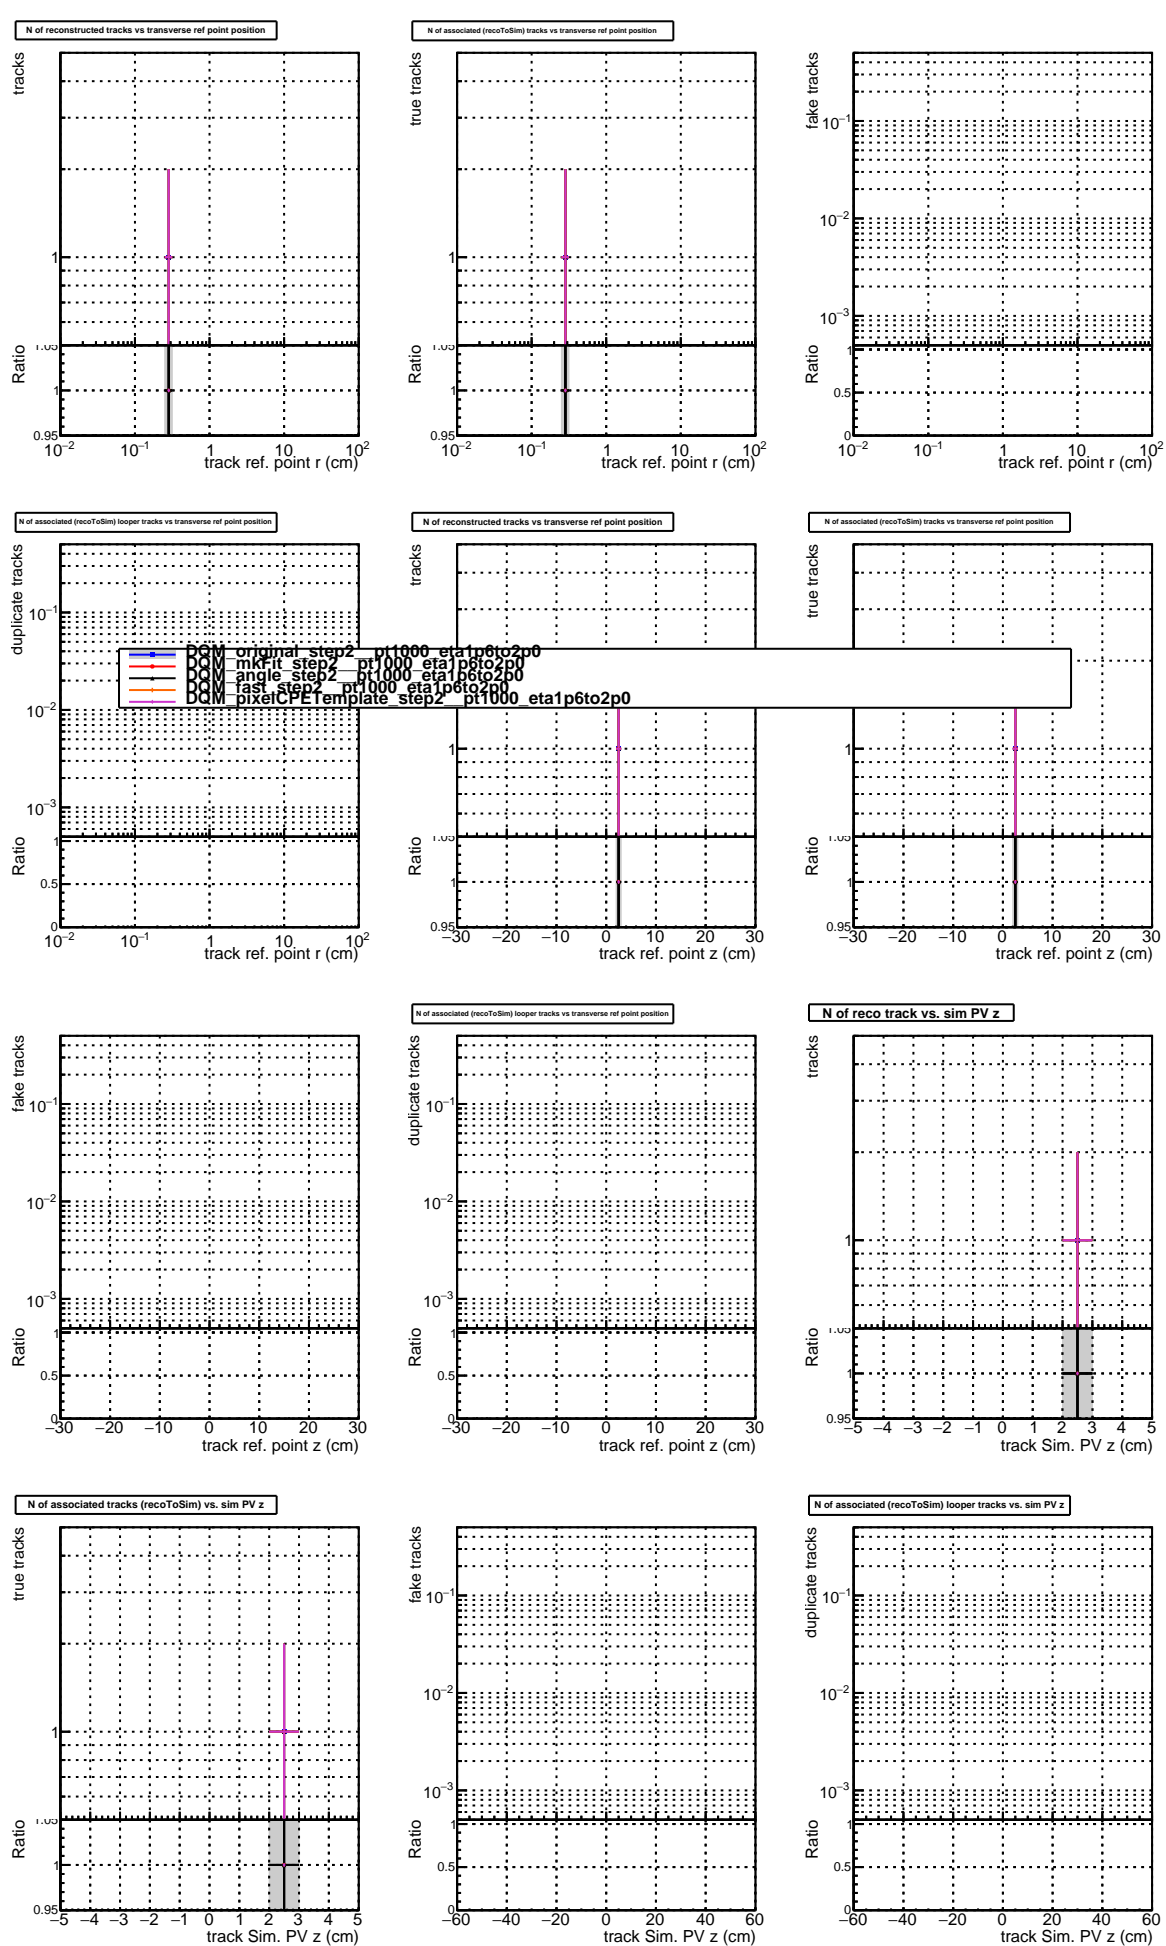 N of reconstructed tracks vs transverse ref point position
tracks
1
1.05
Ratio
1
0.95
10−2 10−1 1 10 102
track ref. point r (cm)
N of associated (recoToSim) tracks vs transverse ref point position
true tracks
1
1.05
Ratio
1
0.95
10−2 10−1 1 10 102
track ref. point r (cm)
fake tracks
10−1
10−2
10−3
Ratio
1
0.5
0
10−2 10−1 1 10 102
track ref. point r (cm)
N of associated (recoToSim) looper tracks vs transverse ref point position
duplicate tracks
10−1
10−2
10−3
Ratio
1
0.5
0
10−2 10−1 1 10 102
track ref. point r (cm)
N of reconstructed tracks vs transverse ref point position
tracks
1
1.05
Ratio
1
0.95
−30 −20 −10 0 10 20 30
track ref. point z (cm)
N of associated (recoToSim) tracks vs transverse ref point position
true tracks
1
1.05
Ratio
1
0.95
−30 −20 −10 0 10 20 30
track ref. point z (cm)
DQM_original_step2__pt1000_eta1p6to2p0
DQM_mkFit_step2__pt1000_eta1p6to2p0
DQM_angle_step2__pt1000_eta1p6to2p0
DQM_fast_step2__pt1000_eta1p6to2p0
DQM_pixelCPETemplate_step2__pt1000_eta1p6to2p0
fake tracks
10−1
10−2
10−3
Ratio
1
0.5
0
−30 −20 −10 0 10 20 30
track ref. point z (cm)
N of associated (recoToSim) looper tracks vs transverse ref point position
duplicate tracks
10−1
10−2
10−3
Ratio
1
0.5
0
−30 −20 −10 0 10 20 30
track ref. point z (cm)
N of reco track vs. sim PV z
tracks
1
1.05
Ratio
1
0.95
−5 −4 −3 −2 −1 0 1 2 3 4 5
track Sim. PV z (cm)
N of associated tracks (recoToSim) vs. sim PV z
true tracks
1
1.05
Ratio
1
0.95
−5 −4 −3 −2 −1 0 1 2 3 4 5
track Sim. PV z (cm)
fake tracks
10−1
10−2
10−3
Ratio
1
0.5
0
−60 −40 −20 0 20 40 60
track Sim. PV z (cm)
N of associated (recoToSim) looper tracks vs. sim PV z
duplicate tracks
10−1
10−2
10−3
Ratio
1
0.5
0
−60 −40 −20 0 20 40 60
track Sim. PV z (cm)